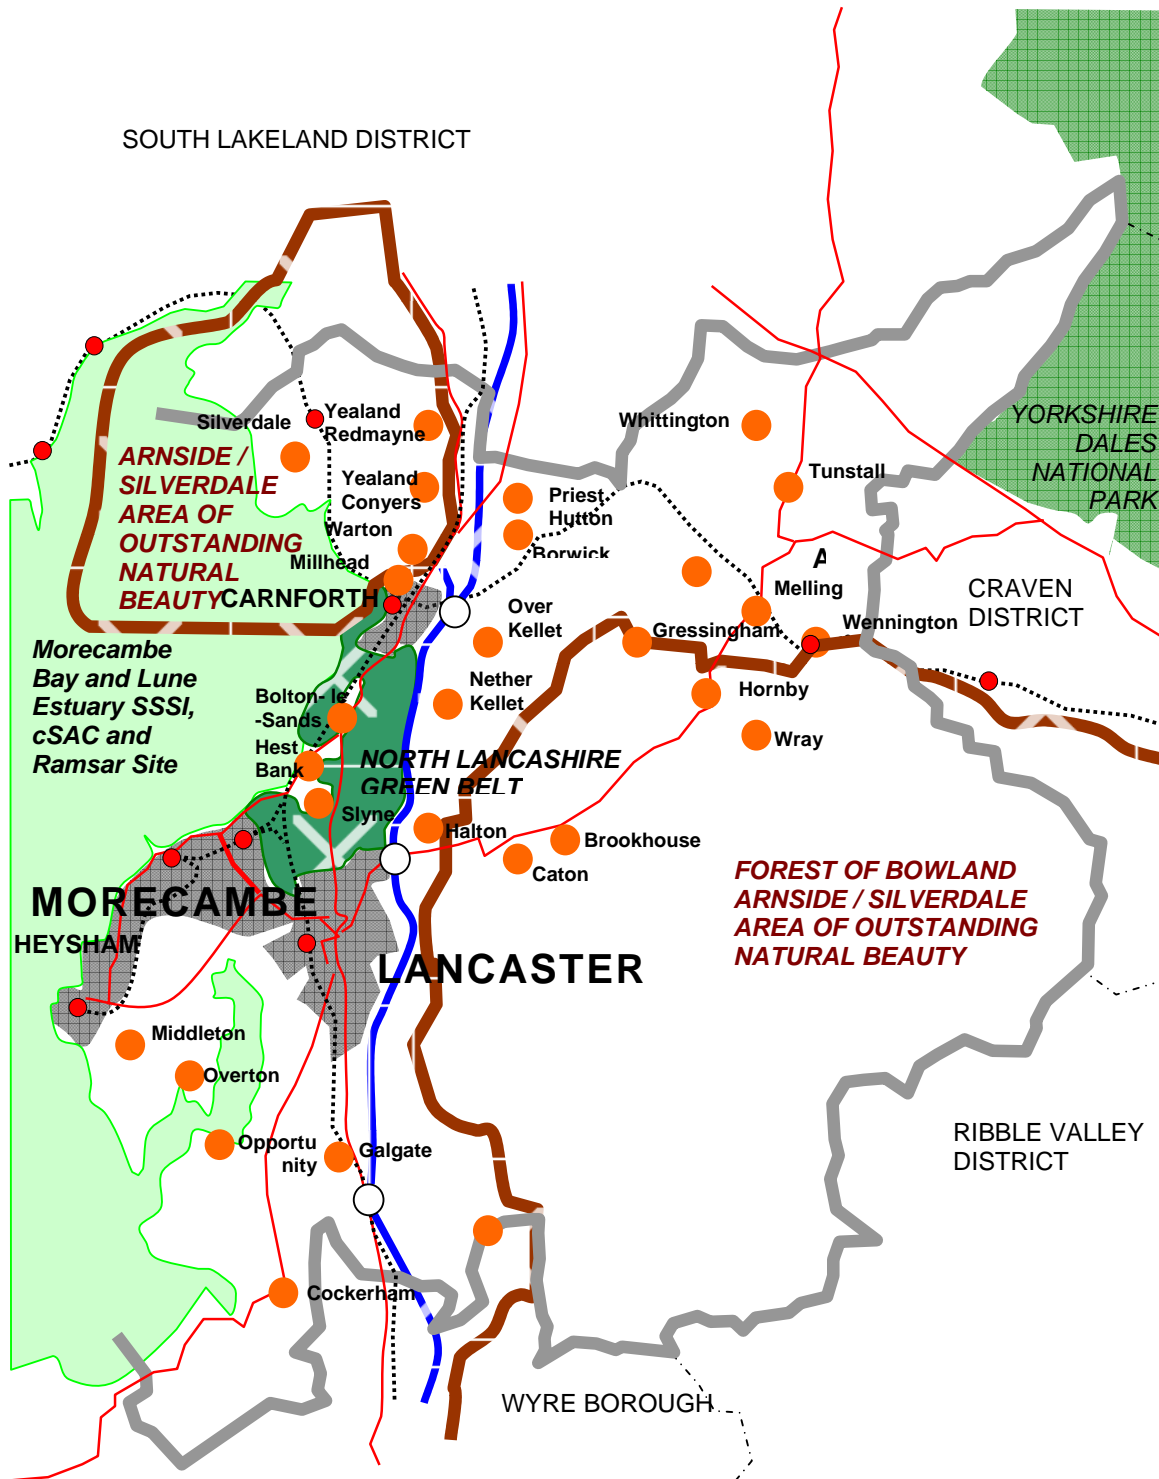 SOUTH LAKELAND DISTRICT
Silverdale
Yealand
Redmayne
Whittington
YORKSHIRE
DALES
NATIONAL
PARK
ARNSIDE /
SILVERDALE
AREA OF
OUTSTANDING
NATURAL
BEAUTY
Yealand
Conyers
Tunstall
Priest
Hutton
Warton
Borwick
Millhead
A
Melling
CARNFORTH
CRAVEN
DISTRICT
Over
Kellet
Gressingham
Wennington
Morecambe
Bay and Lune
Estuary SSSI,
cSAC and
Ramsar Site
Nether
Kellet
Hornby
Bolton- le
-Sands
Wray
Hest
Bank
NORTH LANCASHIRE
GREEN BELT
Slyne
Halton
Brookhouse
Caton
FOREST OF BOWLAND
ARNSIDE / SILVERDALE
AREA OF OUTSTANDING
NATURAL BEAUTY
MORECAMBE
HEYSHAM
LANCASTER
Middleton
Overton
Opportu
nity
Galgate
RIBBLE VALLEY
DISTRICT
Cockerham
WYRE BOROUGH